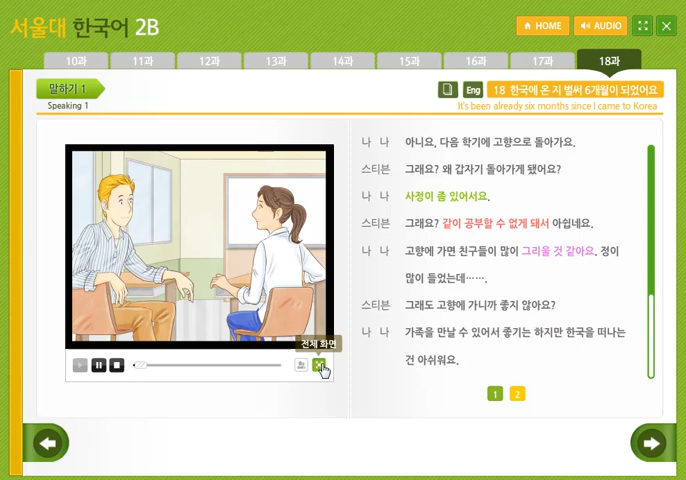 서울대 한국어 2B
HOME
AUDIO
10과 11과 12과 13과 14과 15과 16과 17과 18과
말하기 1
Speaking 1
Eng
18 한국에 온 지 벌써 6개월이 되었어요
It's been already six months since I came to Korea
나 나 아니요. 다음 학기에 고향으로 돌아가요.
스티븐 그래요? 왜 갑자기 돌아가게 됐어요?
나 나 사정이 좀 있어서요.
스티븐 그래요? 같이 공부할 수 없게 돼서 아쉽네요.
나 나 고향에 가면 친구들이 많이 그리울 것 같아요. 정이
많이 들었는데…….
스티븐 그래도 고향에 가니까 좋지 않아요?
나 나 가족을 만날 수 있어서 좋기는 하지만 한국을 떠나는
건 아쉬워요.
전체 화면
1 2